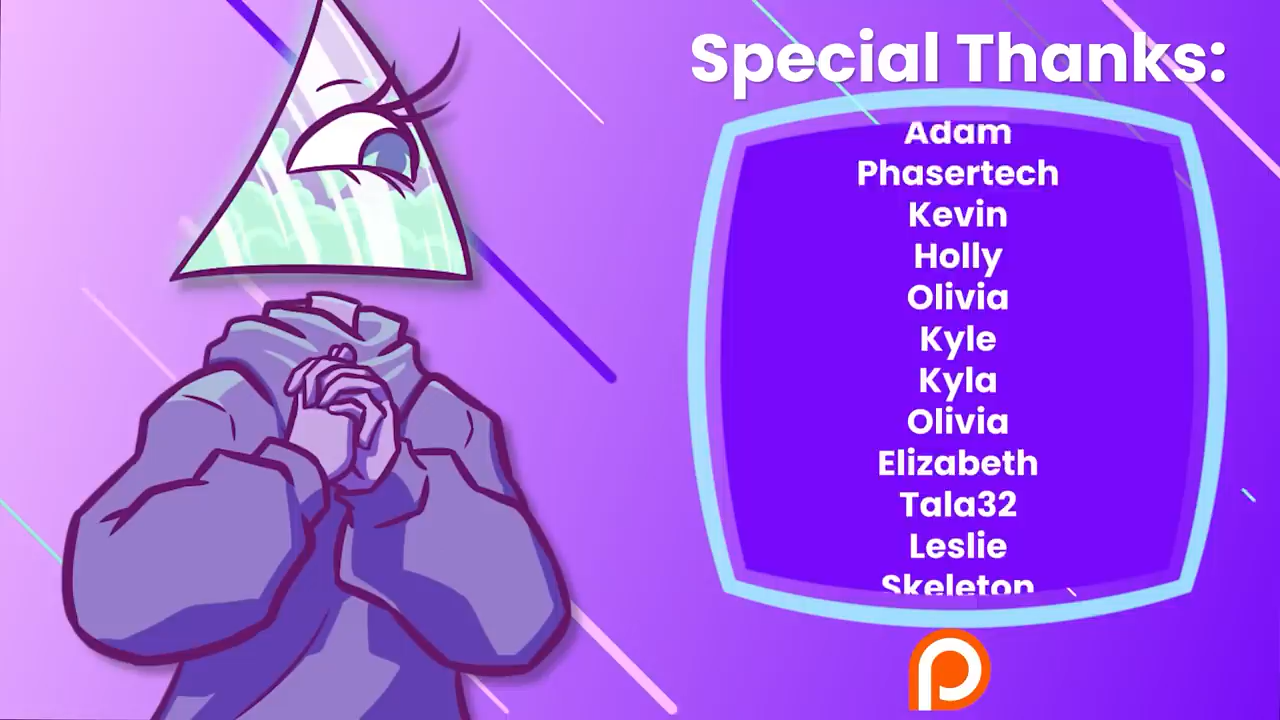 Special Thanks:
Adam
Phasertech
Kevin
Holly
Olivia
Kyle
Kyla
Olivia
Elizabeth
Tala32
Leslie
Skeleton